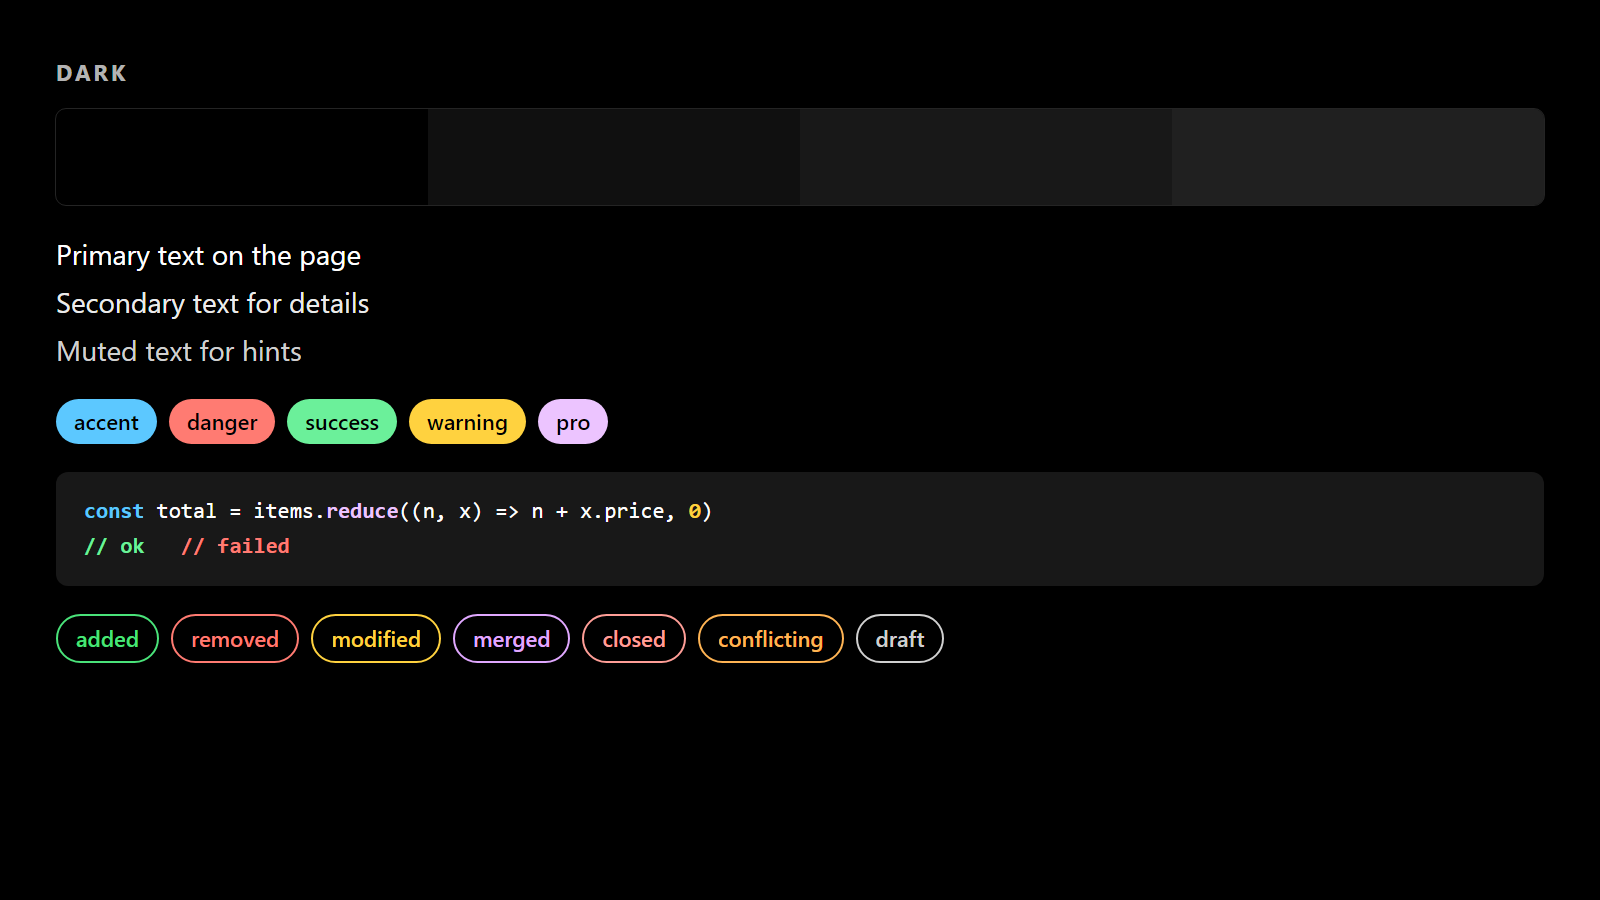 DARK
Primary text on the page
Secondary text for details
Muted text for hints
accent danger success warning pro
const total = items.reduce((n, x) => n + x.price, 0)
// ok // failed
added removed modified merged closed conflicting draft